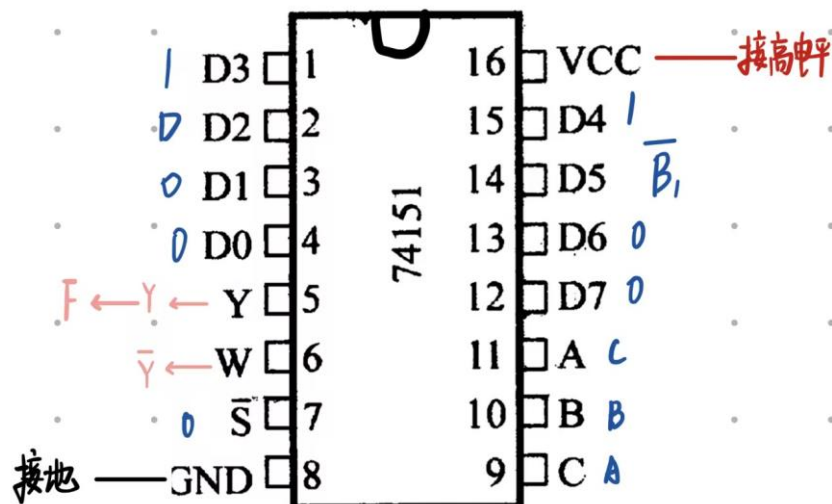 1 D3 1 16 VCC 接高电平
D D2 2 15 D4 1
0 D1 3 14 D5 B̅₁
0 D0 4 13 D6 0
F ← Y ← Y 5 12 D7 0
Y̅ ← W 6 11 A C
0 S̅ 7 10 B B
接地 GND 8 9 C A
74151